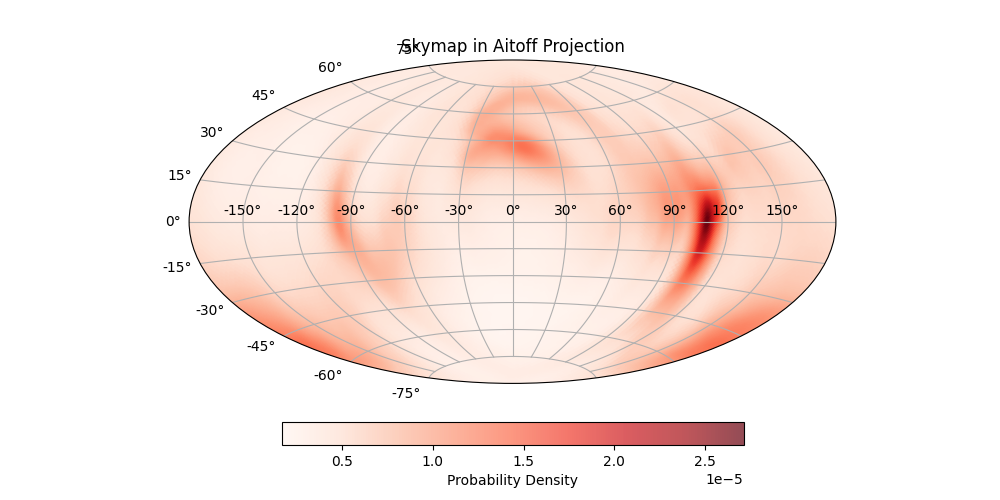 75°
Skymap in Aitoff Projection
60°
45°
30°
15°
-150° -120° -90° -60° -30° 0° 30° 60° 90° 120° 150°
0°
-15°
-30°
-45°
-60°
-75°
0.5 1.0 1.5 2.0 2.5
1e−5
Probability Density